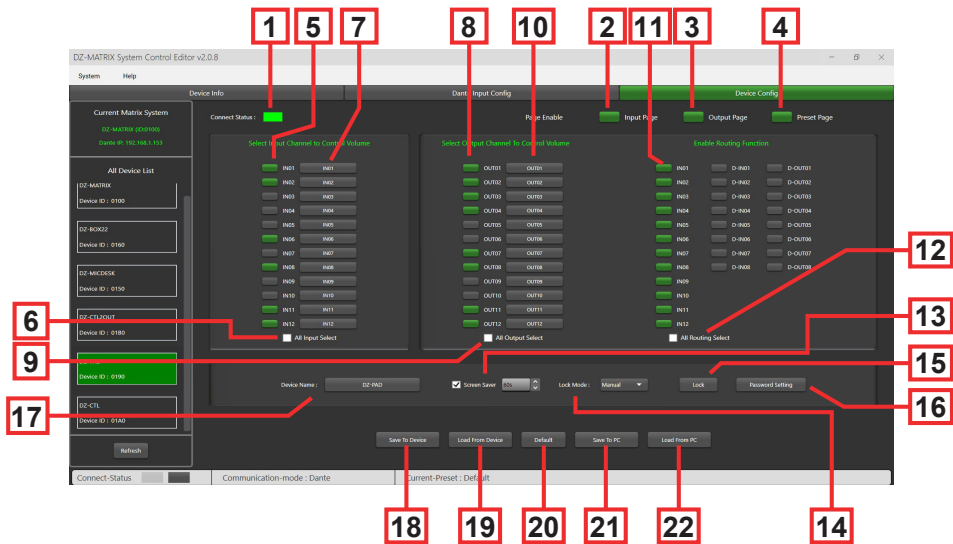 1 5 7 8 10 2 11 3 4
DZ-MATRIX System Control Editor v2.0.8
System Help
Device Info Dante Input Config Device Config
Current Matrix System
DZ-MATRIX (ID:0100)
Dante IP: 192.168.1.153
Connect Status : Page Enable Input Page Output Page Preset Page
Select Input Channel to Control Volume Select Output Channel To Control Volume Enable Routing Function
All Device List
DZ-MATRIX
Device ID : 0100
DZ-BOX22
Device ID : 0160
DZ-MICDESK
Device ID : 0150
DZ-CTL2OUT
Device ID : 0180
Device ID : 0190
DZ-CTL
Device ID : 01A0
Refresh
IN01 IN01 OUT01 OUT01 IN01 D-IN01 D-OUT01
IN02 IN02 OUT02 OUT02 IN02 D-IN02 D-OUT02
IN03 IN03 OUT03 OUT03 IN03 D-IN03 D-OUT03
IN04 IN04 OUT04 OUT04 IN04 D-IN04 D-OUT04
IN05 IN05 OUT05 OUT05 IN05 D-IN05 D-OUT05
IN06 IN06 OUT06 OUT06 IN06 D-IN06 D-OUT06
IN07 IN07 OUT07 OUT07 IN07 D-IN07 D-OUT07
IN08 IN08 OUT08 OUT08 IN08 D-IN08 D-OUT08
IN09 IN09 OUT09 OUT09 IN09
IN10 IN10 OUT10 OUT10 IN10
IN11 IN11 OUT11 OUT11 IN11
IN12 IN12 OUT12 OUT12 IN12
All Input Select All Output Select All Routing Select
12
6
13
9
15
Device Name : DZ-PAD Screen Saver 60s Lock Mode : Manual Lock Password Setting
17
16
Save To Device Load From Device Default Save To PC Load From PC
Connect-Status Communication-mode : Dante Current-Preset : Default
18 19 20 21 22 14